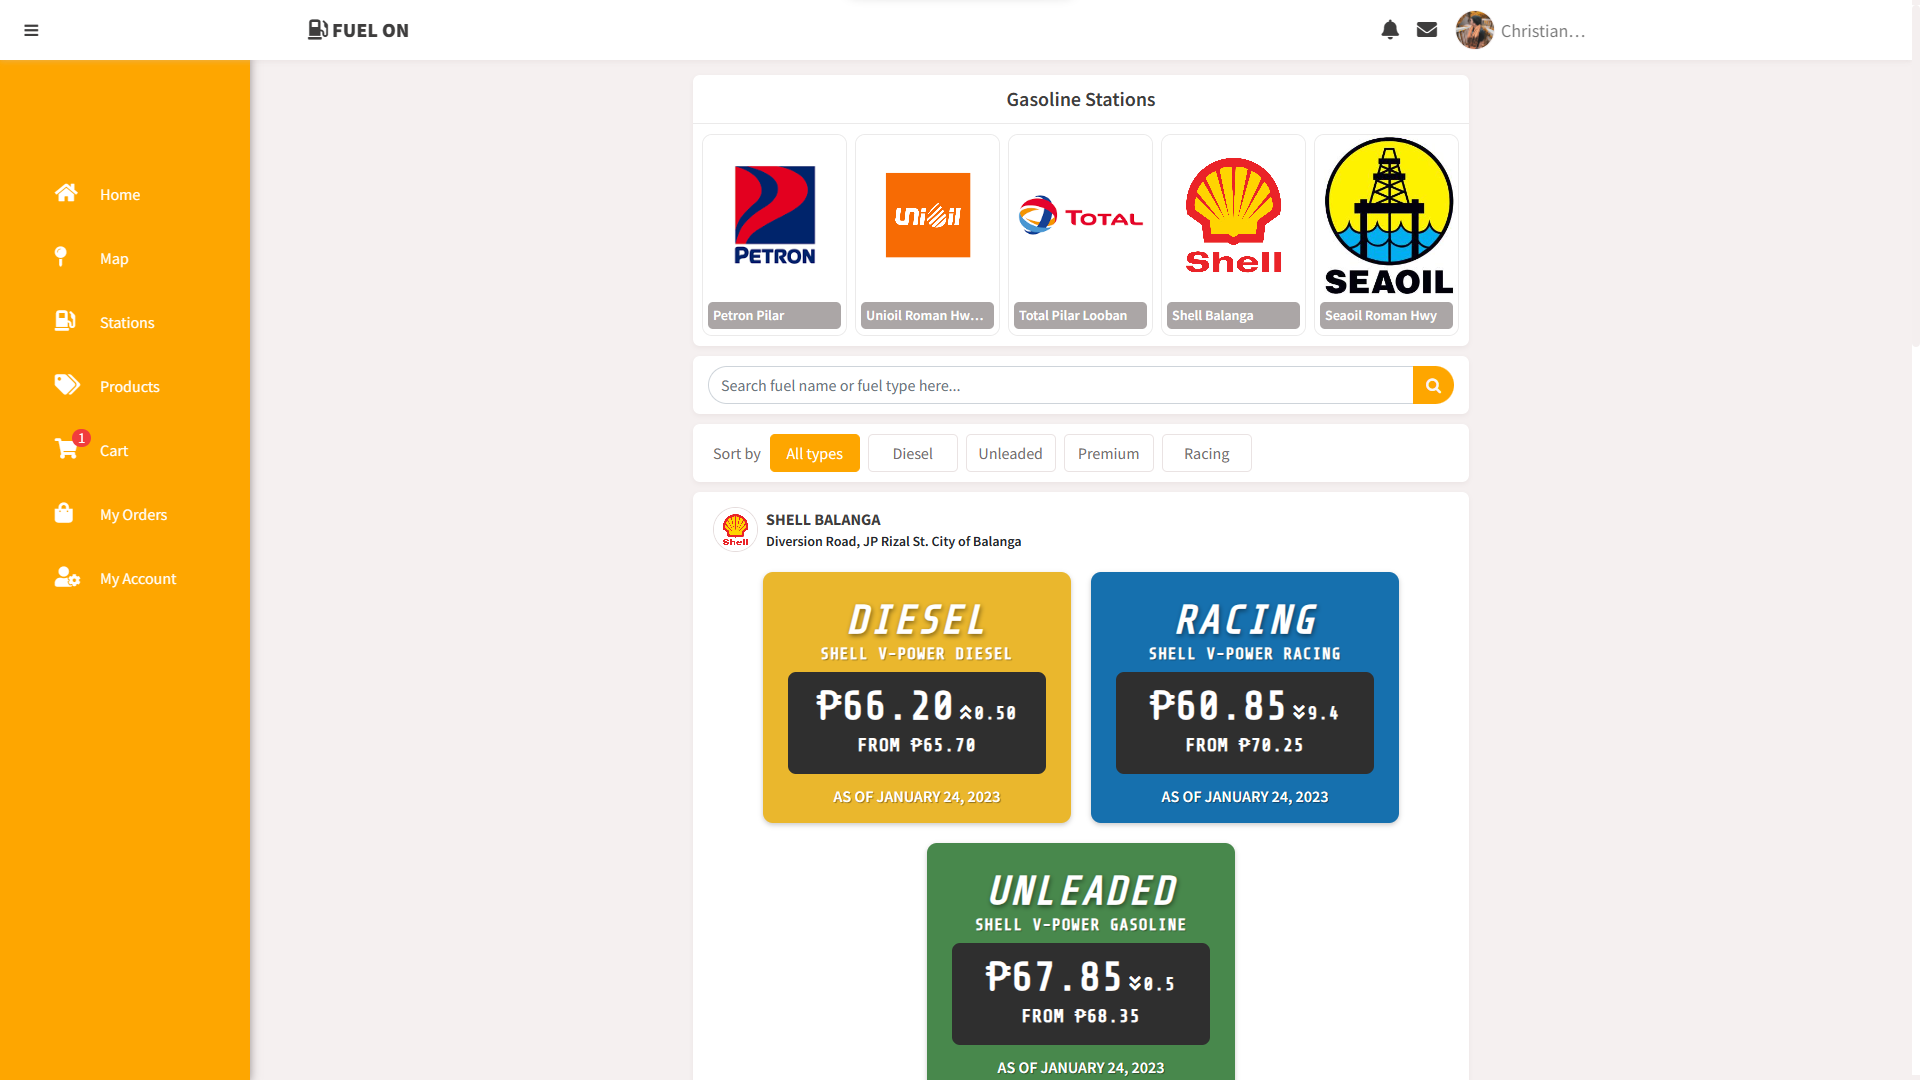 FUEL ON
Christian...
Home
Map
Stations
Products
1
Cart
My Orders
My Account
Gasoline Stations
PETRON
unioil
TOTAL
Shell
SEAOIL
Petron Pilar
Unioil Roman Hw...
Total Pilar Looban
Shell Balanga
Seaoil Roman Hwy
Search fuel name or fuel type here...
Sort by
All types
Diesel
Unleaded
Premium
Racing
Shell
SHELL BALANGA
Diversion Road, JP Rizal St. City of Balanga
DIESEL
SHELL V-POWER DIESEL
₱66.20 0.50
FROM ₱65.70
AS OF JANUARY 24, 2023
RACING
SHELL V-POWER RACING
₱60.85 9.4
FROM ₱70.25
AS OF JANUARY 24, 2023
UNLEADED
SHELL V-POWER GASOLINE
₱67.85 0.5
FROM ₱68.35
AS OF JANUARY 24, 2023